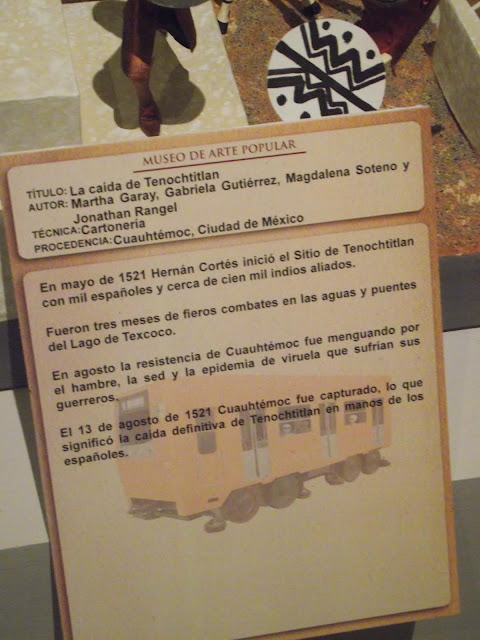 MUSEO DE ARTE POPULAR
TÍTULO: La caida de Tenochtitlan
AUTOR: Martha Garay, Gabriela Gutiérrez, Magdalena Soteno y
Jonathan Rangel
TÉCNICA: Cartonería
PROCEDENCIA: Cuauhtémoc, Ciudad de México
En mayo de 1521 Hernán Cortés inició el Sitio de Tenochtitlan
con mil españoles y cerca de cien mil indios aliados.
Fueron tres meses de fieros combates en las aguas y puentes
del Lago de Texcoco.
En agosto la resistencia de Cuauhtémoc fue menguando por
el hambre, la sed y la epidemia de viruela que sufrían sus
guerreros.
El 13 de agosto de 1521 Cuauhtémoc fue capturado, lo que
significó la caída definitiva de Tenochtitlan en manos de los
españoles.